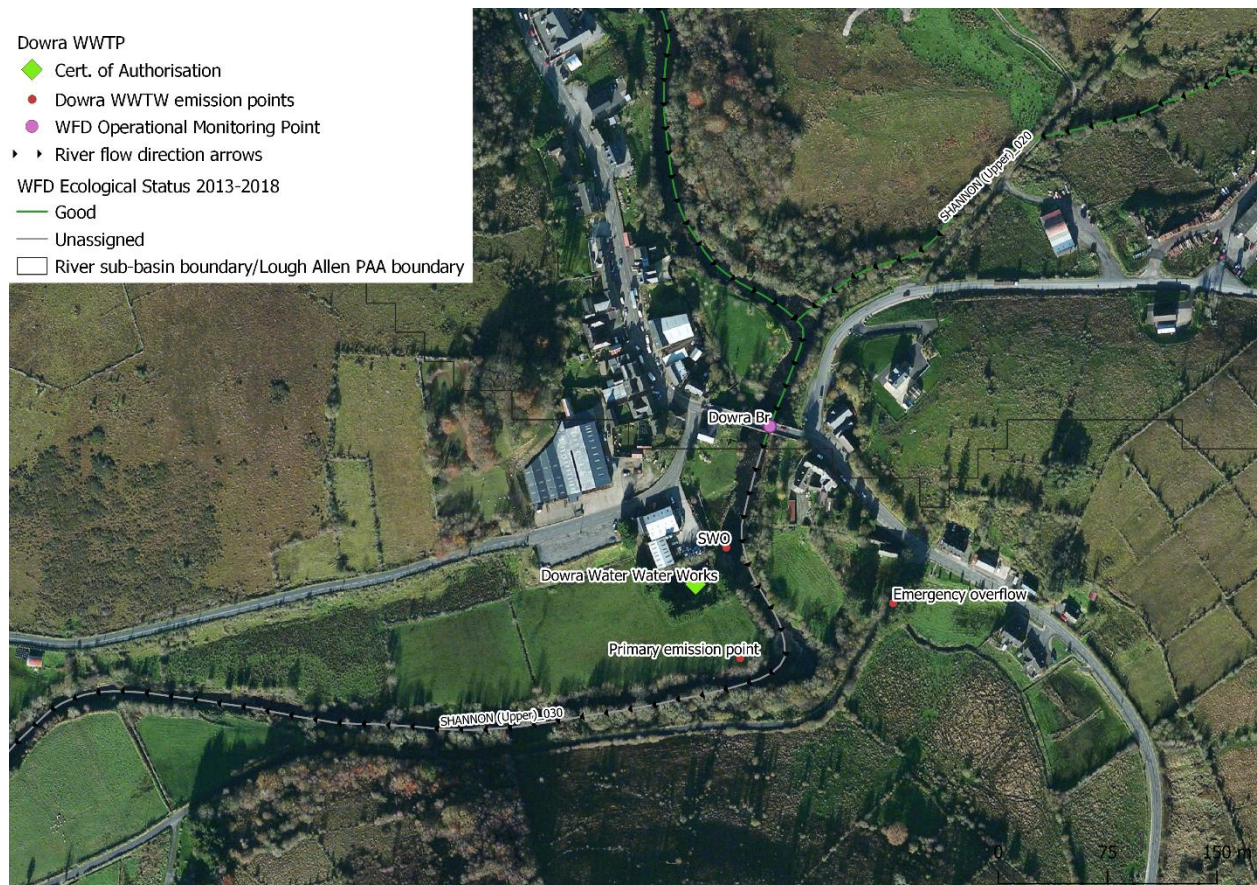 Dowra WWTP
Cert. of Authorisation
Dowra WWTW emission points
WFD Operational Monitoring Point
River flow direction arrows
WFD Ecological Status 2013-2018
Good
Unassigned
River sub-basin boundary/Lough Allen PAA boundary
SHANNON (Upper)_020
Dowra Br
SWO
Dowra Water Water Works
Emergency overflow
Primary emission point
SHANNON (Upper)_030
0 75 150 m